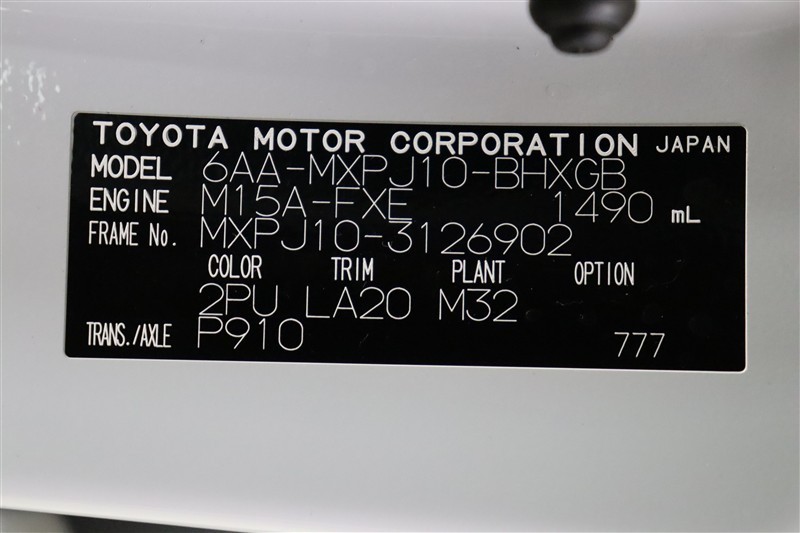 TOYOTA MOTOR CORPORATION JAPAN
MODEL 6AA-MXPJ10-BHXGB
ENGINE M15A-FXE 1490 mL
FRAME No. MXPJ10-3126902
COLOR TRIM PLANT OPTION
2PU LA20 M32
TRANS./AXLE P910 777